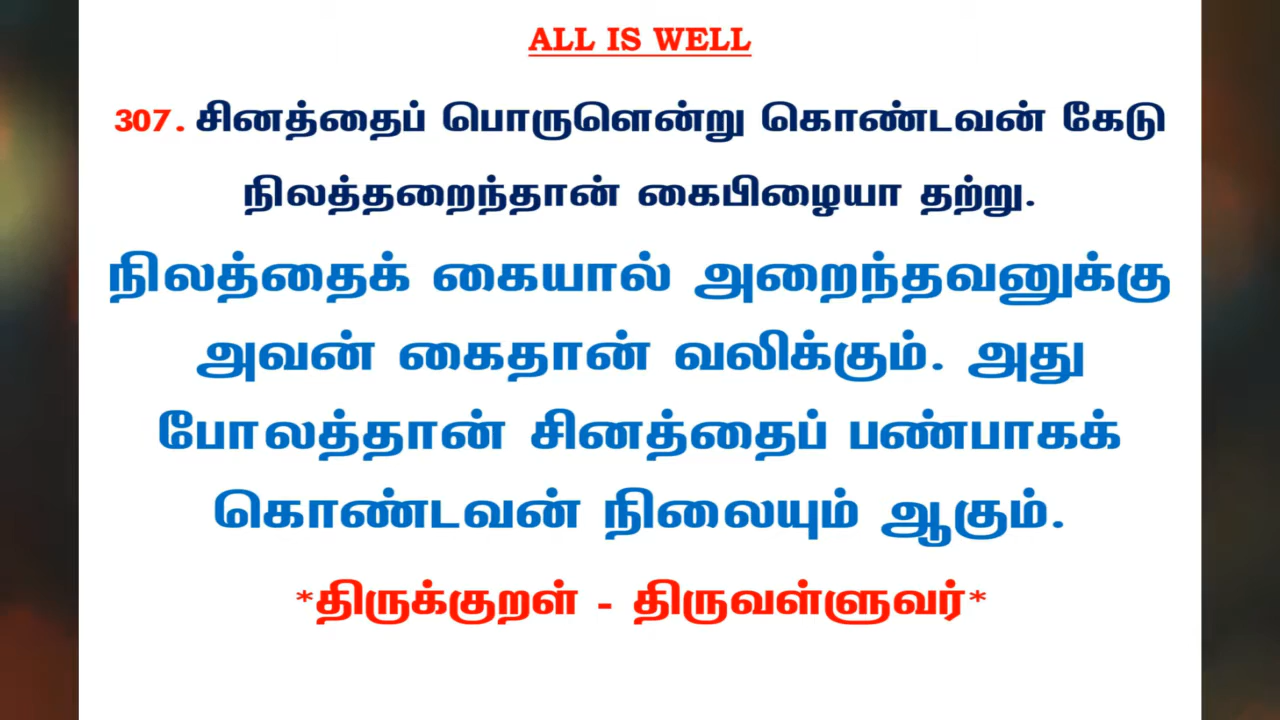 ALL IS WELL
307. சினத்தைப் பொருளென்று கொண்டவன் கேடு
நிலத்தறைந்தான் கைபிழையா தற்று.
நிலத்தைக் கையால் அறைந்தவனுக்கு
அவன் கைதான் வலிக்கும். அது
போலத்தான் சினத்தைப் பண்பாகக்
கொண்டவன் நிலையும் ஆகும்.
*திருக்குறள் - திருவள்ளுவர்*